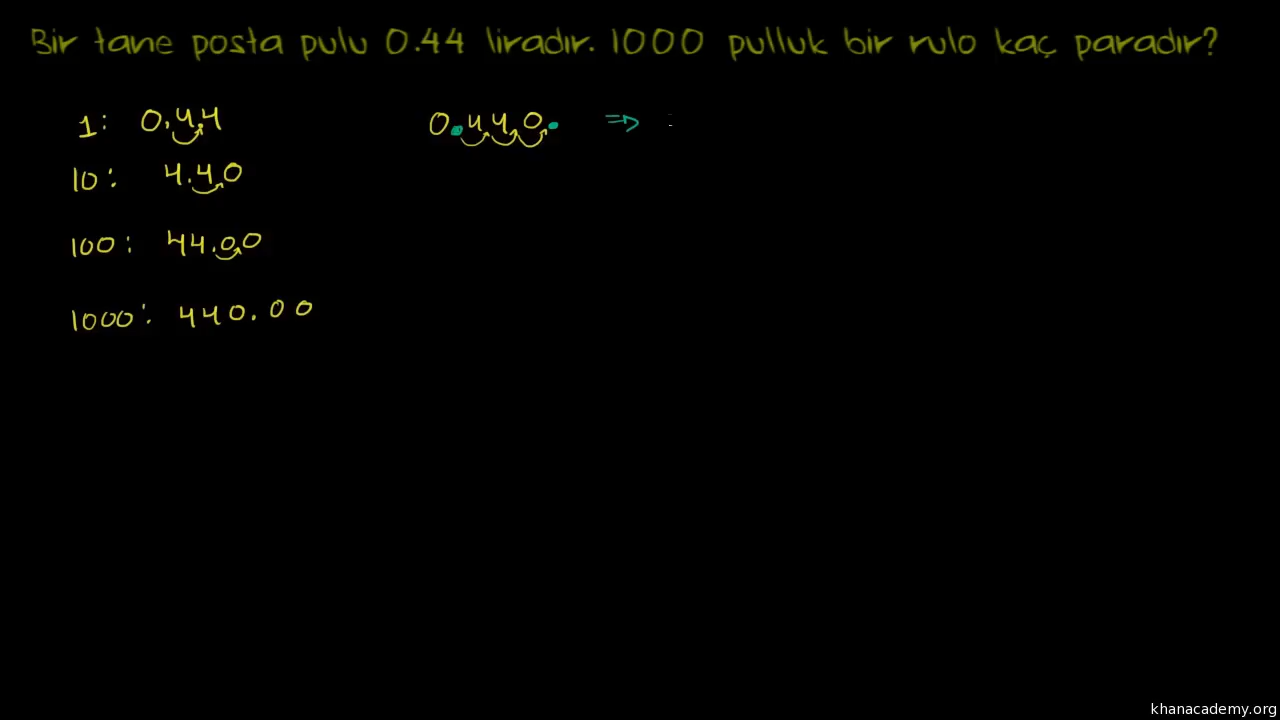 Bir tane posta pulu 0.44 liradır. 1000 pulluk bir rulo kaç paradır?
1: 0.44
0.440. ⇒
10: 4.40
100: 44.00
1000: 440.00
khanacademy.org